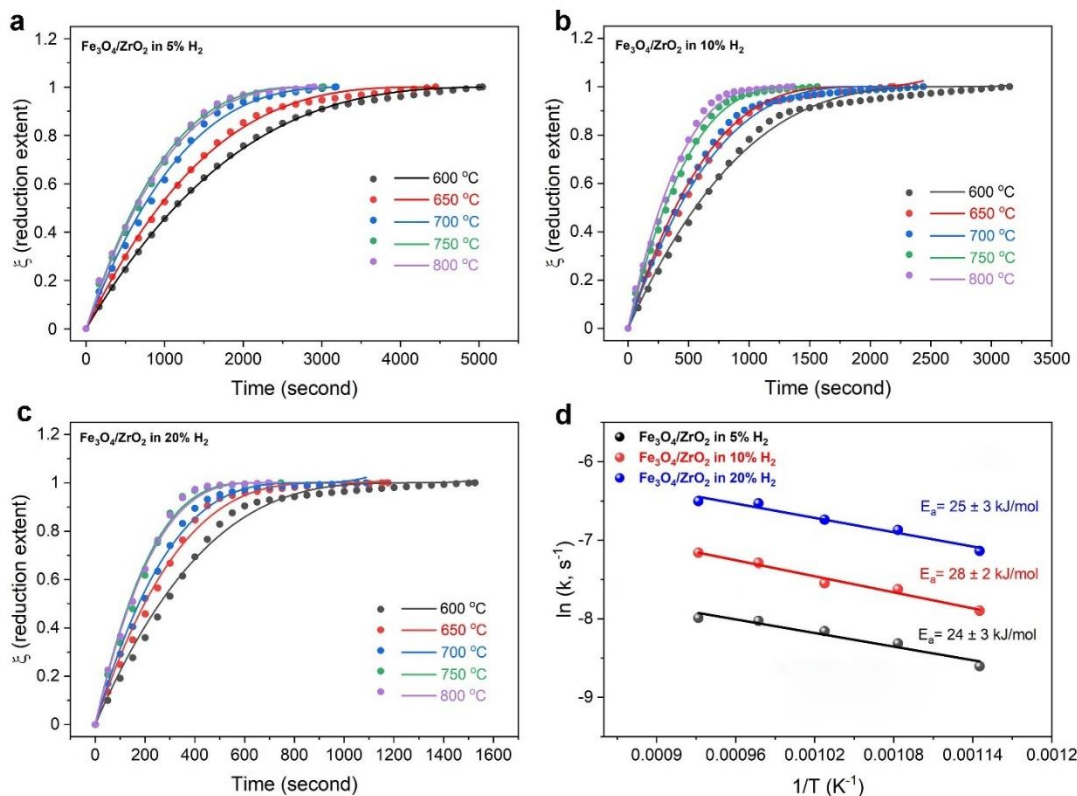 a
Fe₃O₄/ZrO₂ in 5% H₂
ξ (reduction extent)
1.2
1
0.8
0.6
0.4
0.2
0
600 °C
650 °C
700 °C
750 °C
800 °C
0 1000 2000 3000 4000 5000
Time (second)
b
Fe₃O₄/ZrO₂ in 10% H₂
ξ (reduction extent)
1.2
1
0.8
0.6
0.4
0.2
0
600 °C
650 °C
700 °C
750 °C
800 °C
0 500 1000 1500 2000 2500 3000 3500
Time (second)
c
Fe₃O₄/ZrO₂ in 20% H₂
ξ (reduction extent)
1.2
1
0.8
0.6
0.4
0.2
0
600 °C
650 °C
700 °C
750 °C
800 °C
0 200 400 600 800 1000 1200 1400 1600
Time (second)
d
Fe₃O₄/ZrO₂ in 5% H₂
Fe₃O₄/ZrO₂ in 10% H₂
Fe₃O₄/ZrO₂ in 20% H₂
ln (k, s⁻¹)
-6
-7
-8
-9
Eₐ= 25 ± 3 kJ/mol
Eₐ= 28 ± 2 kJ/mol
Eₐ= 24 ± 3 kJ/mol
0.0009 0.00096 0.00102 0.00108 0.00114 0.0012
1/T (K⁻¹)